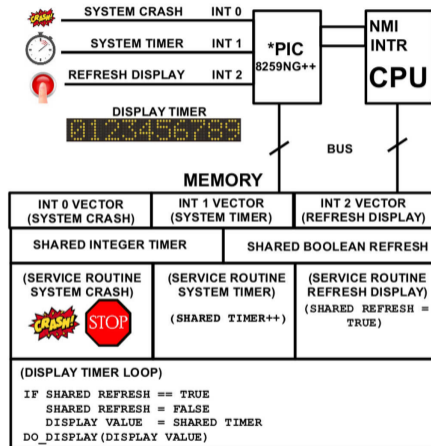 CRASH!
SYSTEM CRASH INT 0
SYSTEM TIMER INT 1
REFRESH DISPLAY INT 2
*PIC
8259NG++
NMI
INTR
CPU
DISPLAY TIMER
0123456789
BUS
MEMORY
INT 0 VECTOR
(SYSTEM CRASH)
INT 1 VECTOR
(SYSTEM TIMER)
INT 2 VECTOR
(REFRESH DISPLAY)
SHARED INTEGER TIMER
SHARED BOOLEAN REFRESH
(SERVICE ROUTINE
SYSTEM CRASH)
CRASH!
STOP
(SERVICE ROUTINE
SYSTEM TIMER)
(SHARED TIMER++)
(SERVICE ROUTINE
REFRESH DISPLAY)
(SHARED REFRESH =
TRUE)
(DISPLAY TIMER LOOP)
IF SHARED REFRESH == TRUE
SHARED REFRESH = FALSE
DISPLAY VALUE = SHARED TIMER
DO_DISPLAY(DISPLAY VALUE)